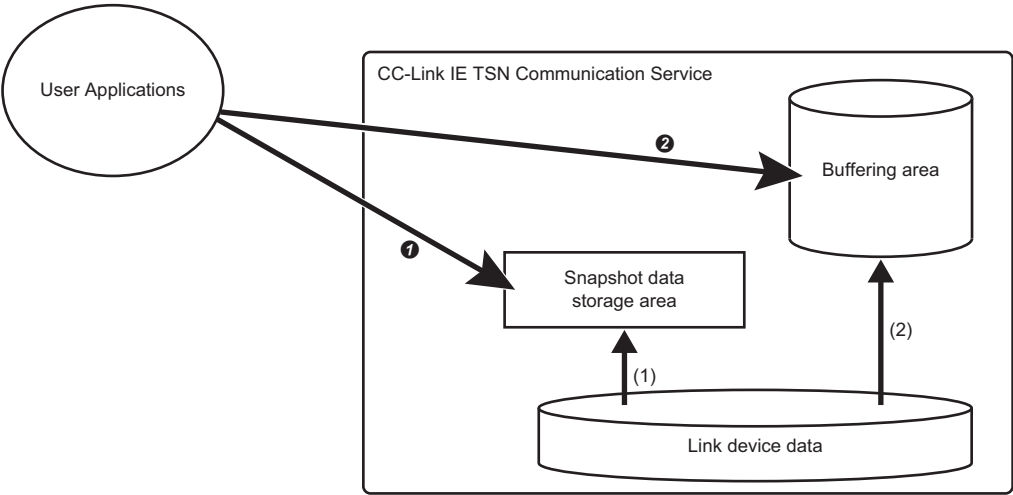 CC-Link IE TSN Communication Service
User Applications
❷
Buffering area
❶
Snapshot data
storage area
(2)
(1)
Link device data